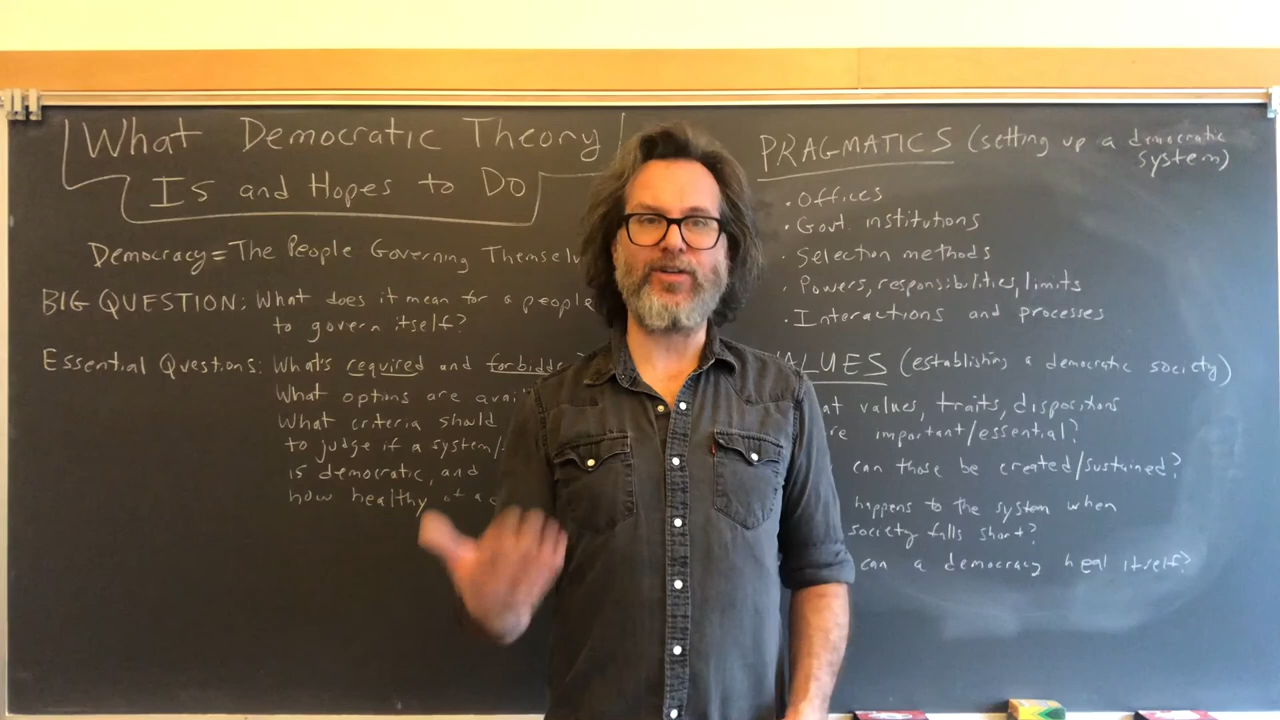 What Democratic Theory
Is and Hopes to Do
Democracy = The People Governing
BIG QUESTION: What does it mean for a people
to govern itself?
Essential Questions: What's required and
What options are
What criteria should
to judge if a system/
is democratic, and
how healthy of a
PRAGMATICS (setting up a democratic
system)
· Offices
· Govt. institutions
· Selection methods
· Powers, responsibilities, limits
· Interactions and processes
(establishing a democratic society)
values, traits, dispositions
important/essential?
can those be created/sustained?
happens to the system when
society falls short?
can a democracy heal itself?